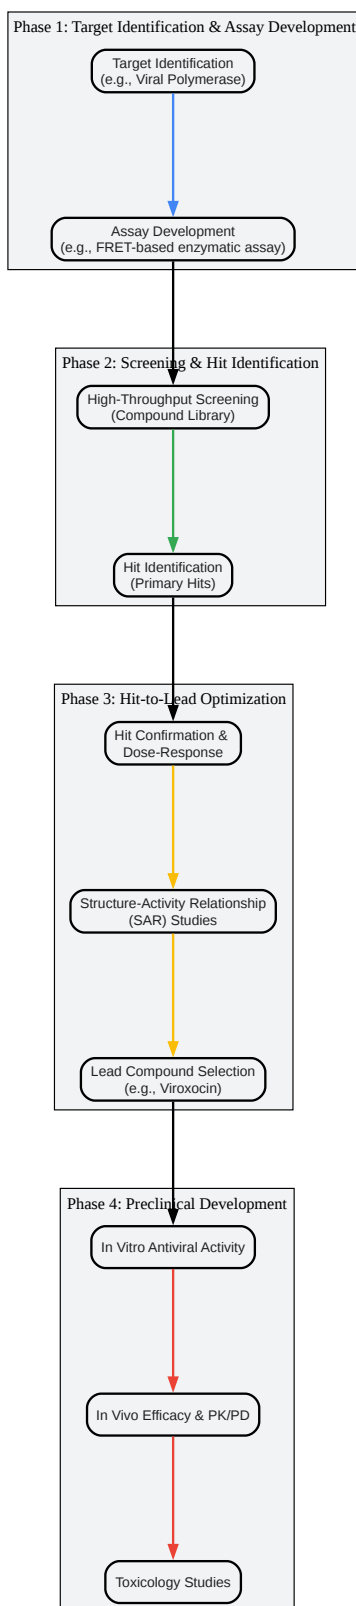 Phase 1: Target Identification & Assay Development
Target Identification
(e.g., Viral Polymerase)
Assay Development
(e.g., FRET-based enzymatic assay)
Phase 2: Screening & Hit Identification
High-Throughput Screening
(Compound Library)
Hit Identification
(Primary Hits)
Phase 3: Hit-to-Lead Optimization
Hit Confirmation &
Dose-Response
Structure-Activity Relationship
(SAR) Studies
Lead Compound Selection
(e.g., Viroxocin)
Phase 4: Preclinical Development
In Vitro Antiviral Activity
In Vivo Efficacy & PK/PD
Toxicology Studies